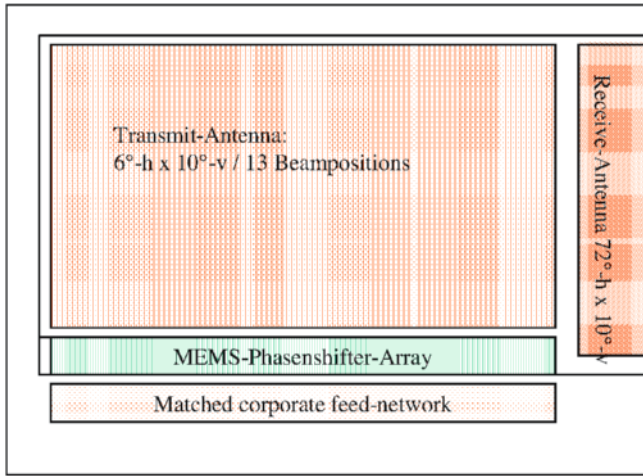 Transmit-Antenna:
6°-h x 10°-v / 13 Beampositions
Receive-Antenna 72°-h x 10°-v
MEMS-Phasenshifter-Array
Matched corporate feed-network